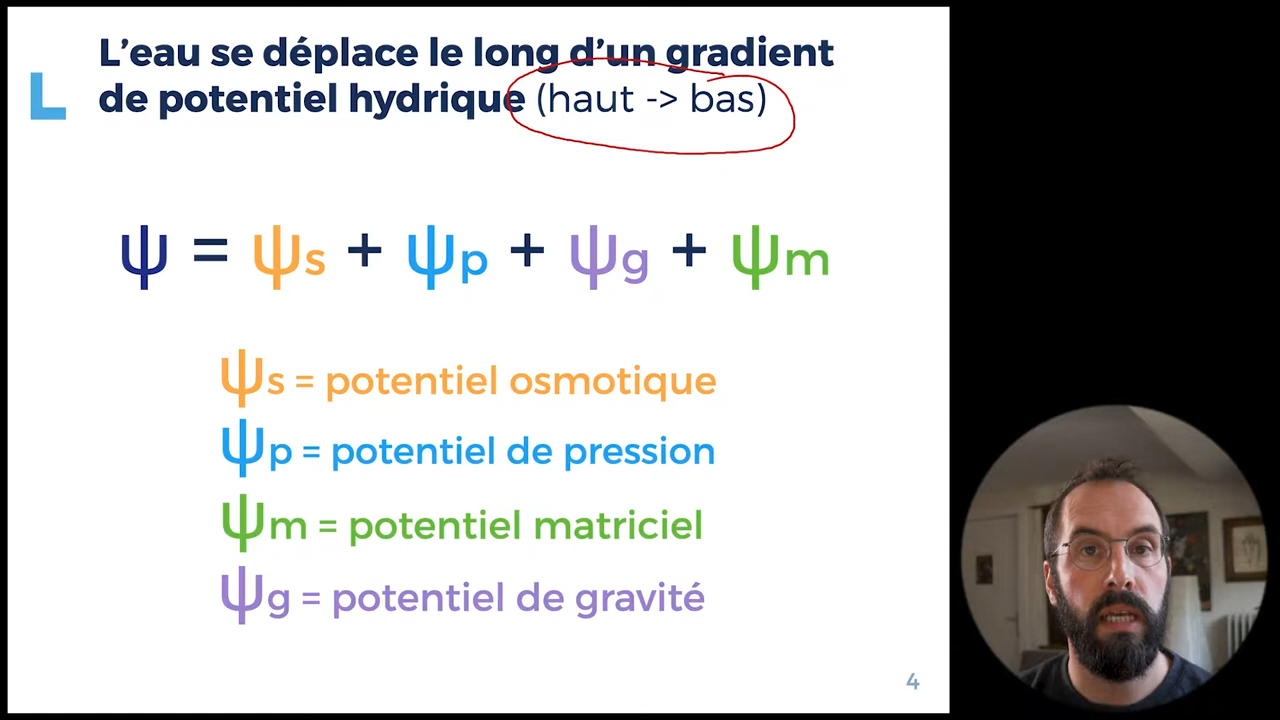 L'eau se déplace le long d'un gradient
de potentiel hydrique (haut -> bas)
ψ = ψs + ψp + ψg + ψm
ψs = potentiel osmotique
ψp = potentiel de pression
ψm = potentiel matriciel
ψg = potentiel de gravité
4